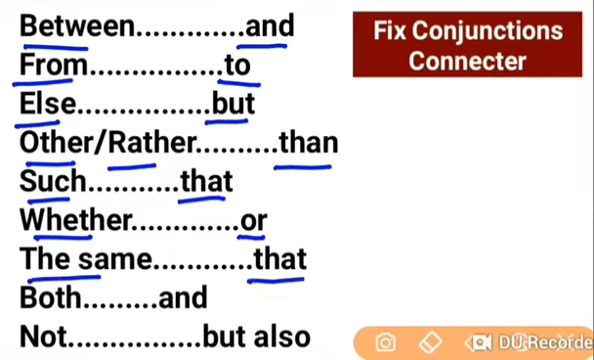 Between.............and
From................to
Else................but
Other/Rather..........than
Such...........that
Whether.............or
The same............that
Both.........and
Not................but also
Fix Conjunctions
Connecter
DU Recorde